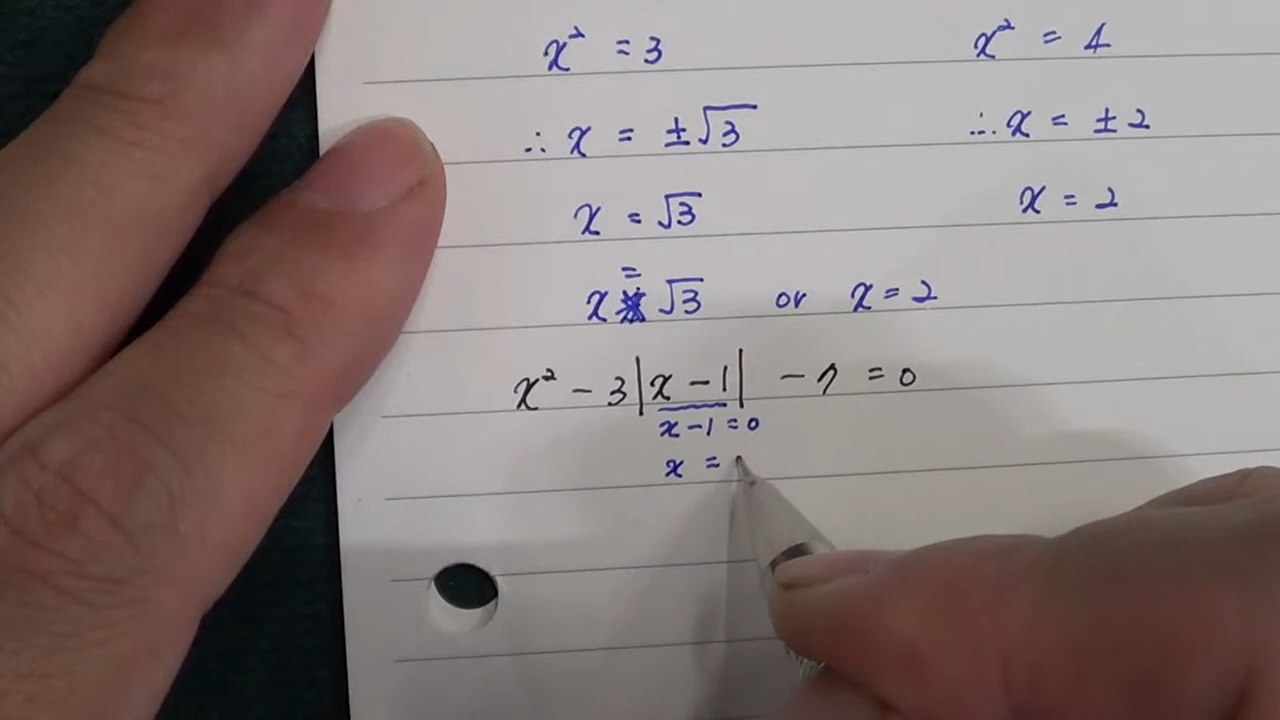 x² = 3 x² = 4
∴ x = ±√3 ∴ x = ±2
x = √3 x = 2
x = √3 or x = 2
x² - 3|x - 1| - 7 = 0
x - 1 = 0
x =